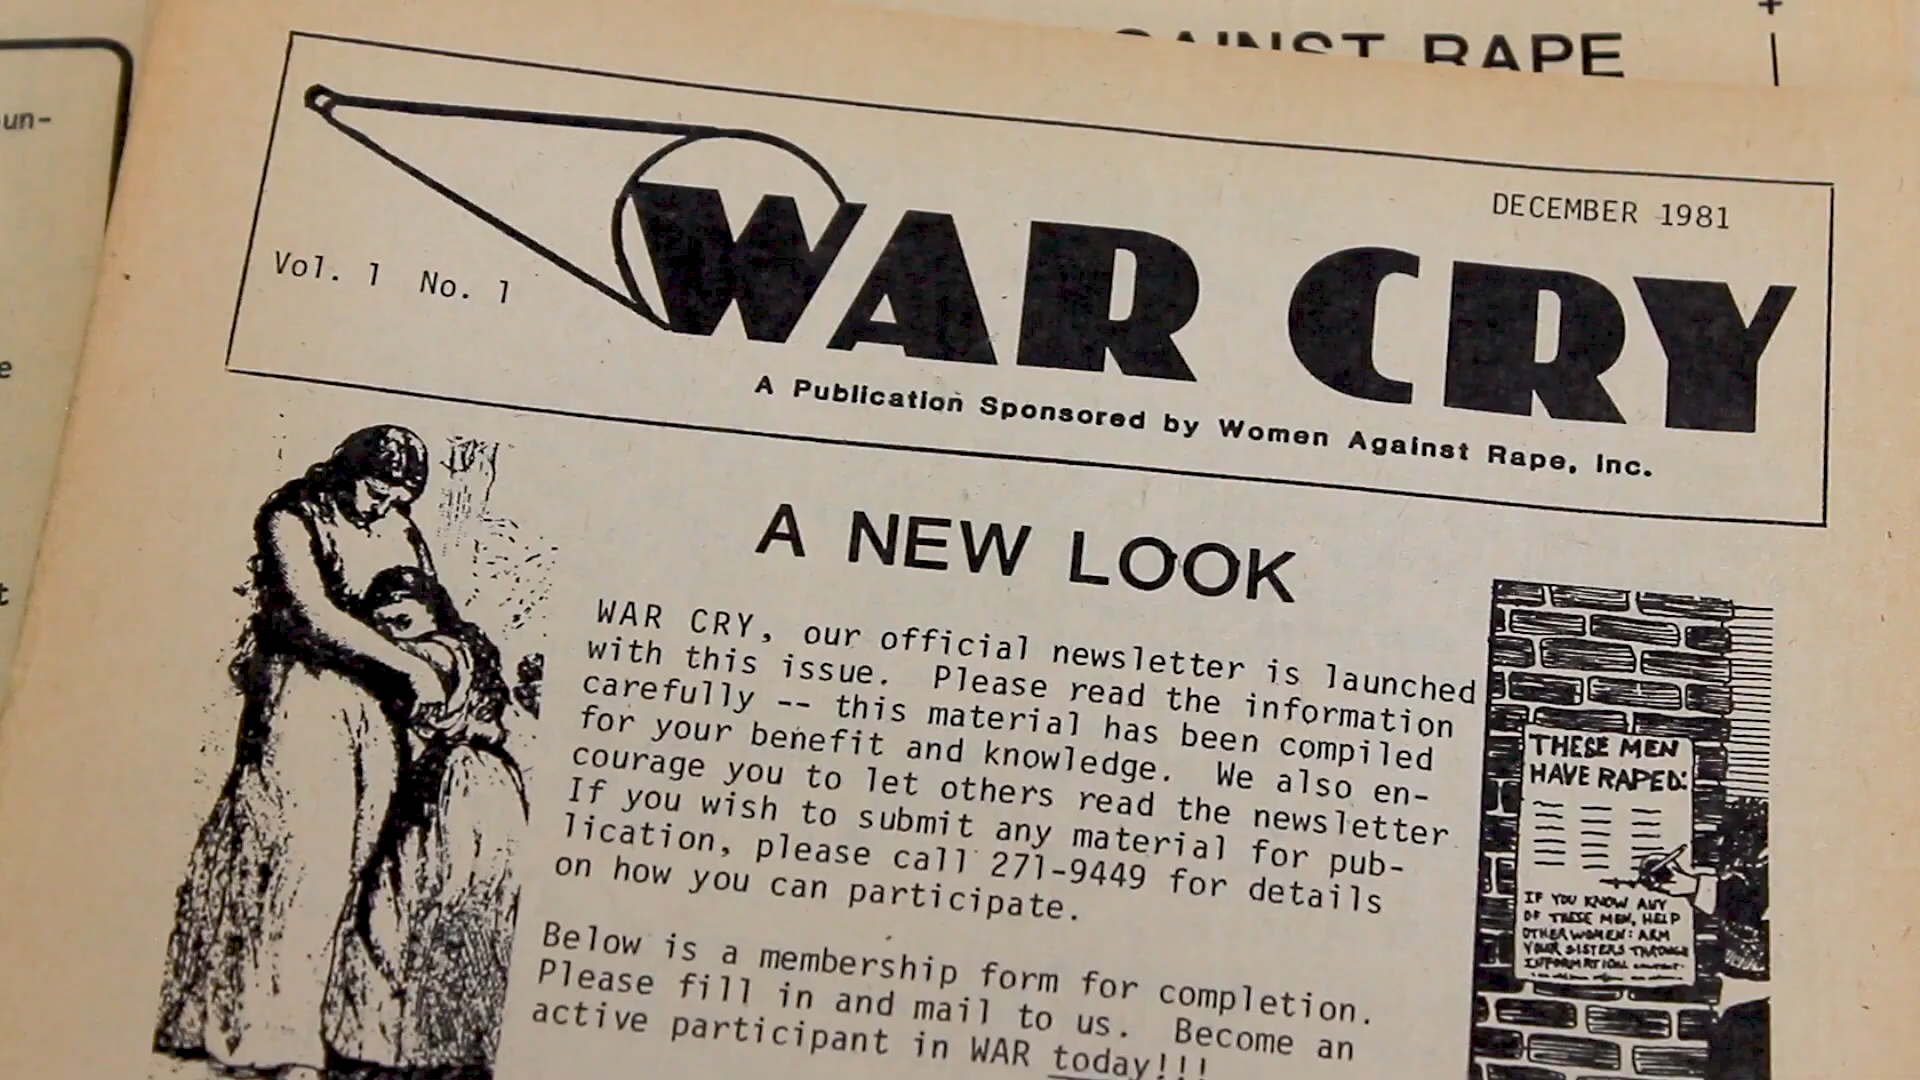 AGAINST RAPE
un-
e
t
DECEMBER 1981
Vol. 1 No. 1
WAR CRY
A Publication Sponsored by Women Against Rape, Inc.
A NEW LOOK
WAR CRY, our official newsletter is launched
with this issue. Please read the information
carefully -- this material has been compiled
for your benefit and knowledge. We also en-
courage you to let others read the newsletter
If you wish to submit any material for pub-
lication, please call 271-9449 for details
on how you can participate.
Below is a membership form for completion.
Please fill in and mail to us. Become an
active participant in WAR today!!!
THESE MEN
HAVE RAPED:
IF YOU KNOW ANY
OF THESE MEN, HELP
OTHER WOMEN: ARM
YOUR SISTERS THROUGH
INFORMATION